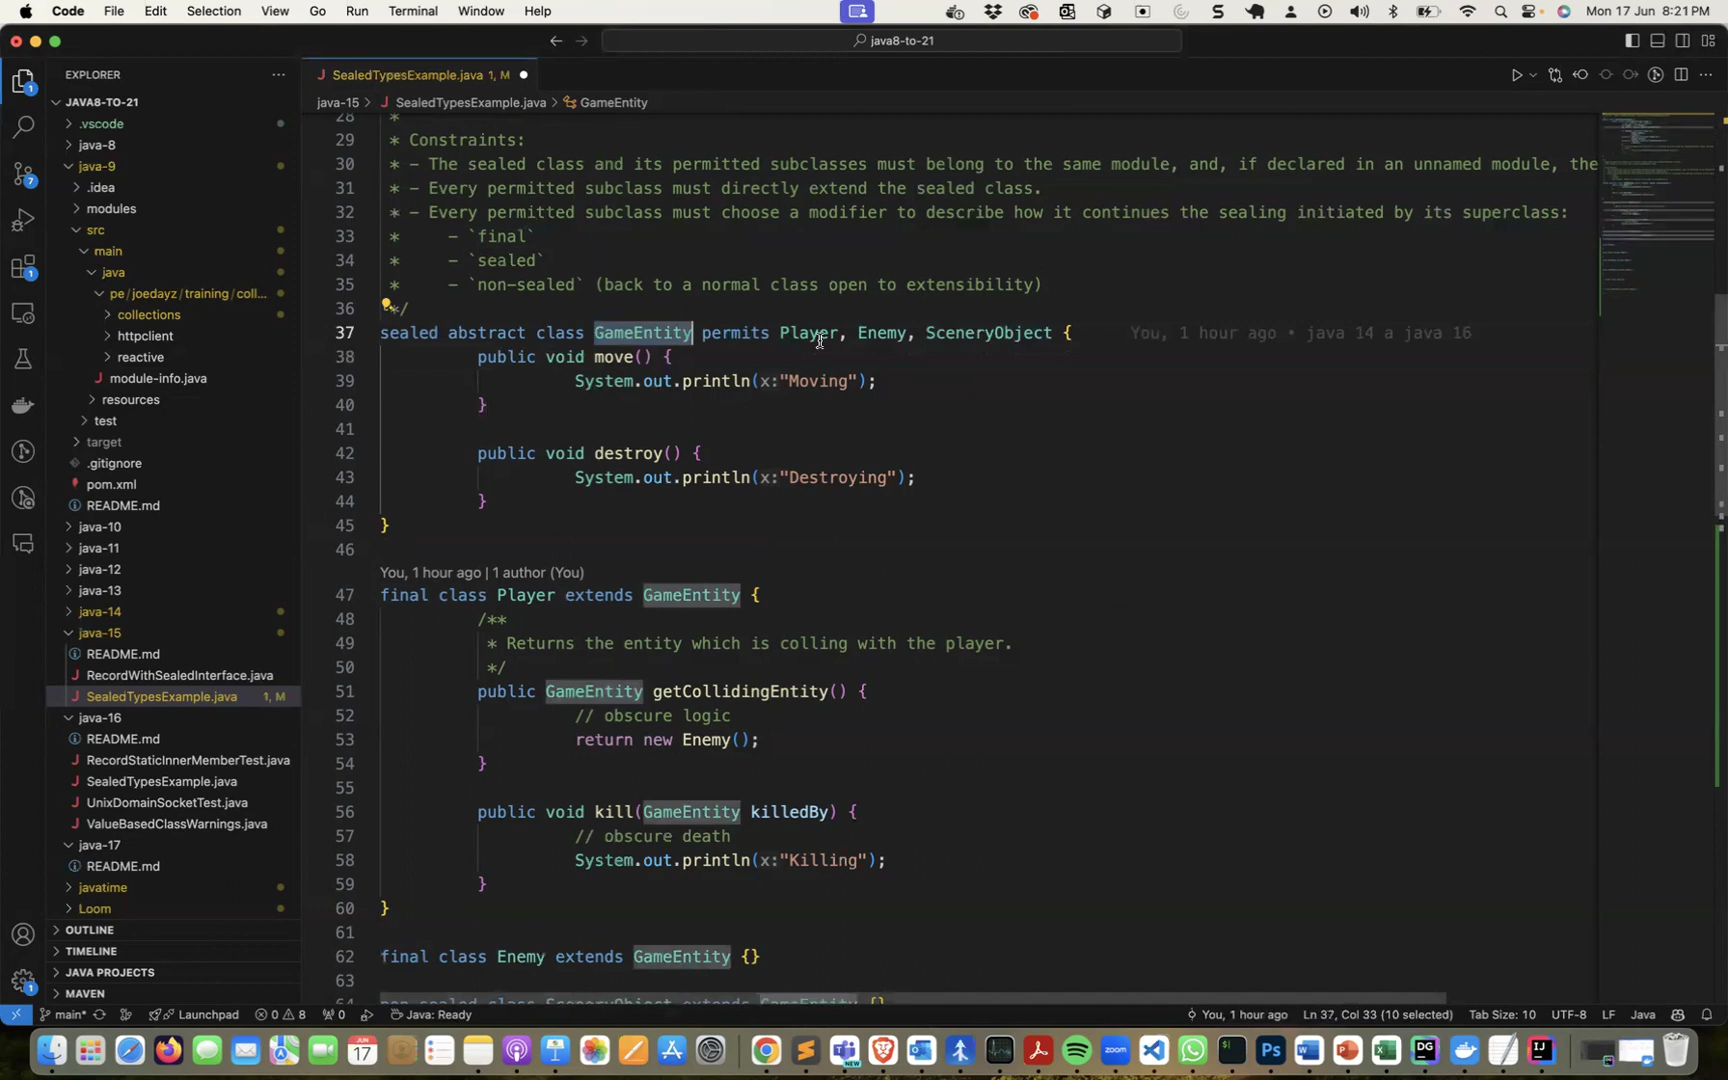 Code File Edit Selection View Go Run Terminal Window Help
Mon 17 Jun 8:21 PM
java8-to-21
EXPLORER
SealedTypesExample.java 1, M
java-15 > SealedTypesExample.java > GameEntity
JAVA8-TO-21
.vscode
java-8
java-9
.idea
modules
src
main
java
pe/joedayz/training/coll...
collections
httpclient
reactive
module-info.java
resources
test
target
.gitignore
pom.xml
README.md
java-10
java-11
java-12
java-13
java-14
java-15
README.md
RecordWithSealedInterface.java
SealedTypesExample.java 1, M
java-16
README.md
RecordStaticInnerMemberTest.java
SealedTypesExample.java
UnixDomainSocketTest.java
ValueBasedClassWarnings.java
java-17
README.md
javatime
Loom
OUTLINE
TIMELINE
JAVA PROJECTS
MAVEN
28 *
29 * Constraints:
30 * - The sealed class and its permitted subclasses must belong to the same module, and, if declared in an unnamed module, the
31 * - Every permitted subclass must directly extend the sealed class.
32 * - Every permitted subclass must choose a modifier to describe how it continues the sealing initiated by its superclass:
33 * - `final`
34 * - `sealed`
35 * - `non-sealed` (back to a normal class open to extensibility)
36 */
37 sealed abstract class GameEntity permits Player, Enemy, SceneryObject { You, 1 hour ago • java 14 a java 16
38 public void move() {
39 System.out.println(x:"Moving");
40 }
41
42 public void destroy() {
43 System.out.println(x:"Destroying");
44 }
45 }
46
You, 1 hour ago | 1 author (You)
47 final class Player extends GameEntity {
48 /**
49 * Returns the entity which is colling with the player.
50 */
51 public GameEntity getCollidingEntity() {
52 // obscure logic
53 return new Enemy();
54 }
55
56 public void kill(GameEntity killedBy) {
57 // obscure death
58 System.out.println(x:"Killing");
59 }
60 }
61
62 final class Enemy extends GameEntity {}
63
64 non-sealed class SceneryObject extends GameEntity {}
main* Launchpad 0 8 0 Java: Ready You, 1 hour ago Ln 37, Col 33 (10 selected) Tab Size: 10 UTF-8 LF Java